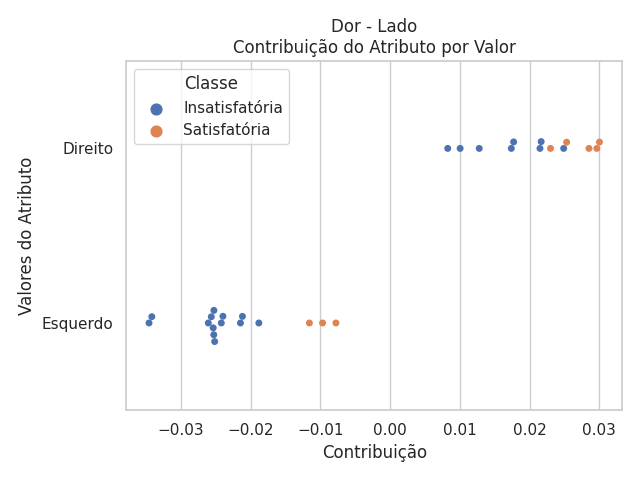 Dor - Lado
Contribuição do Atributo por Valor
Classe
Insatisfatória
Satisfatória
Valores do Atributo
Direito
Esquerdo
−0.03 −0.02 −0.01 0.00 0.01 0.02 0.03
Contribuição